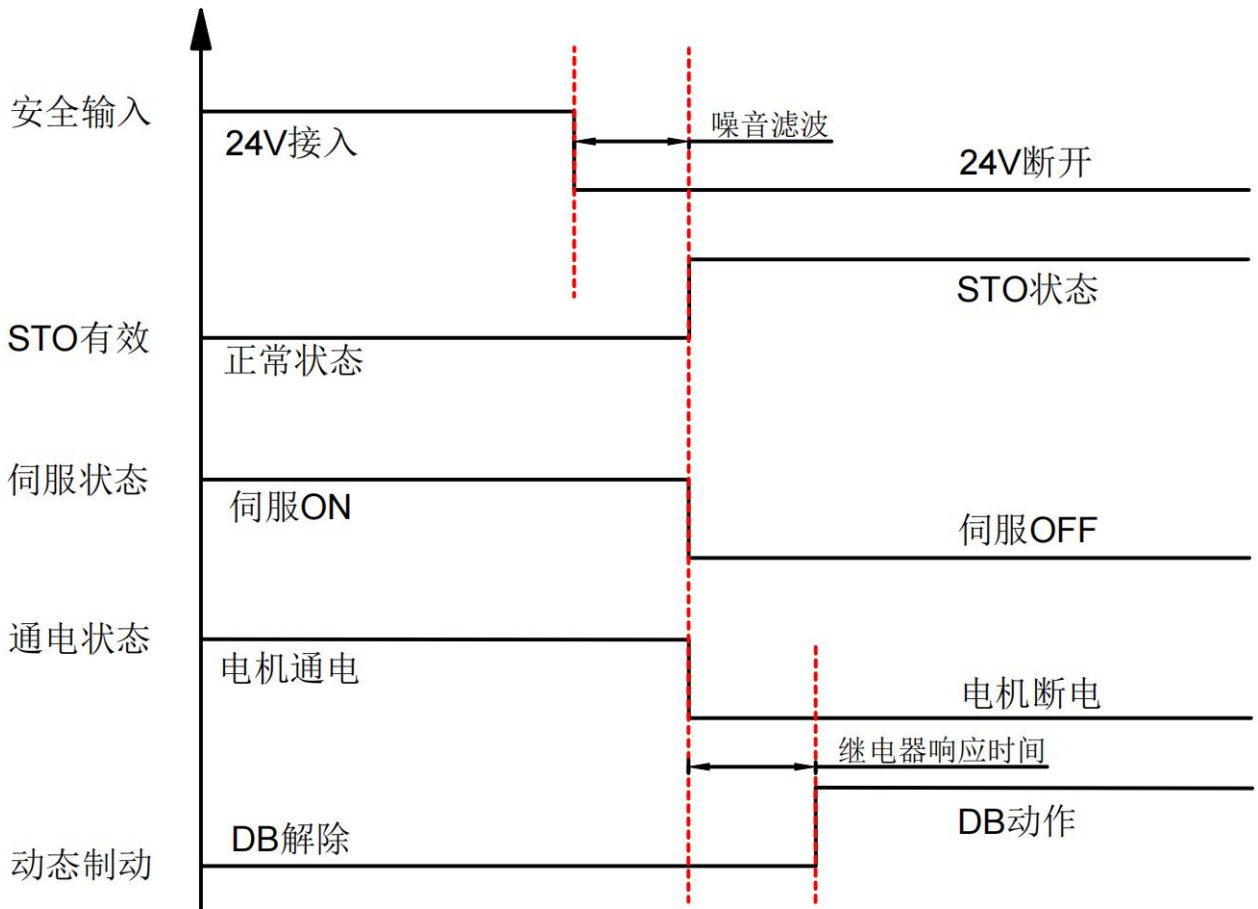 安全输入
24V接入
噪音滤波
24V断开
STO状态
STO有效
正常状态
伺服状态
伺服ON
伺服OFF
通电状态
电机通电
电机断电
继电器响应时间
DB解除
DB动作
动态制动